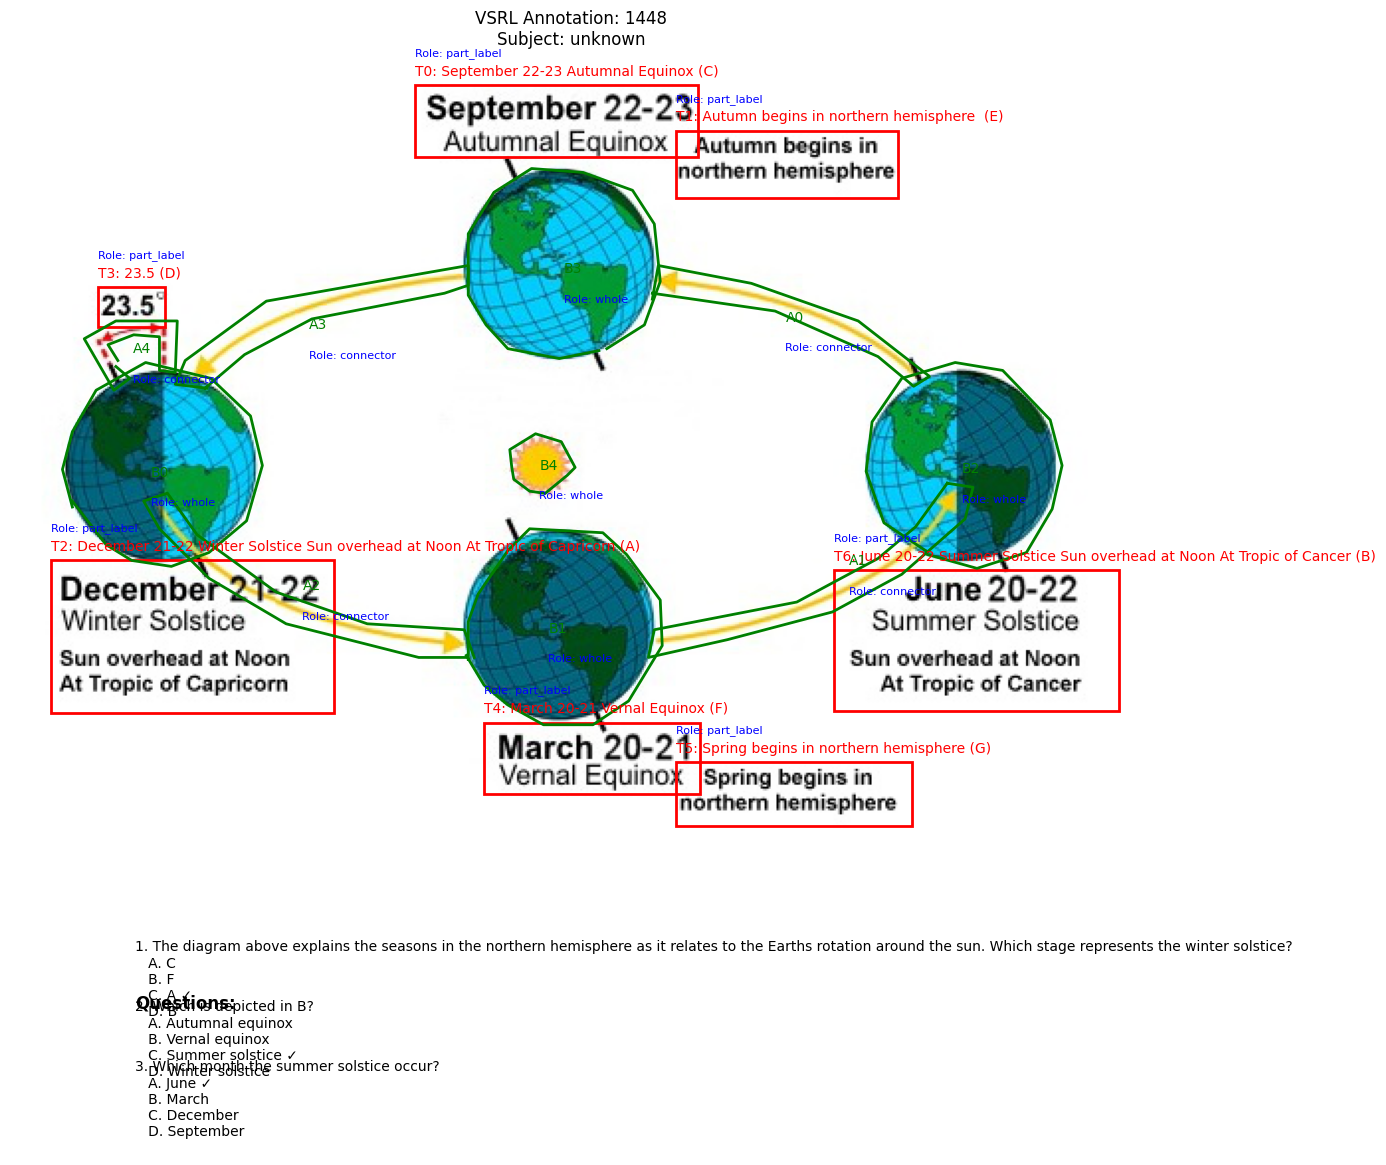 VSRL Annotation: 1448
Subject: unknown
Role: part_label
T0: September 22-23 Autumnal Equinox (C)
September 22-23
Autumnal Equinox
Role: part_label
T1: Autumn begins in northern hemisphere (E)
Autumn begins in
northern hemisphere
Role: part_label
T3: 23.5 (D)
23.5°
A4
Role: connector
A3
Role: connector
B3
Role: whole
A0
Role: connector
B4
Role: whole
B2
Role: whole
Role: whole
Role: part_label
T2: December 21-22 Winter Solstice Sun overhead at Noon At Tropic of Capricorn (A)
December 21-22
Winter Solstice
Sun overhead at Noon
At Tropic of Capricorn
A2
Role: connector
B1
Role: whole
Role: part_label
T6: June 20-22 Summer Solstice Sun overhead at Noon At Tropic of Cancer (B)
A1
Role: connector
June 20-22
Summer Solstice
Sun overhead at Noon
At Tropic of Cancer
Role: part_label
T4: March 20-21 Vernal Equinox (F)
March 20-21
Vernal Equinox
Role: part_label
T5: Spring begins in northern hemisphere (G)
Spring begins in
northern hemisphere
1. The diagram above explains the seasons in the northern hemisphere as it relates to the Earths rotation around the sun. Which stage represents the winter solstice?
A. C
B. F
C. A ✓
D. B
Questions:
2. Which is depicted in B?
A. Autumnal equinox
B. Vernal equinox
C. Summer solstice ✓
D. Winter solstice
3. Which month the summer solstice occur?
A. June ✓
B. March
C. December
D. September